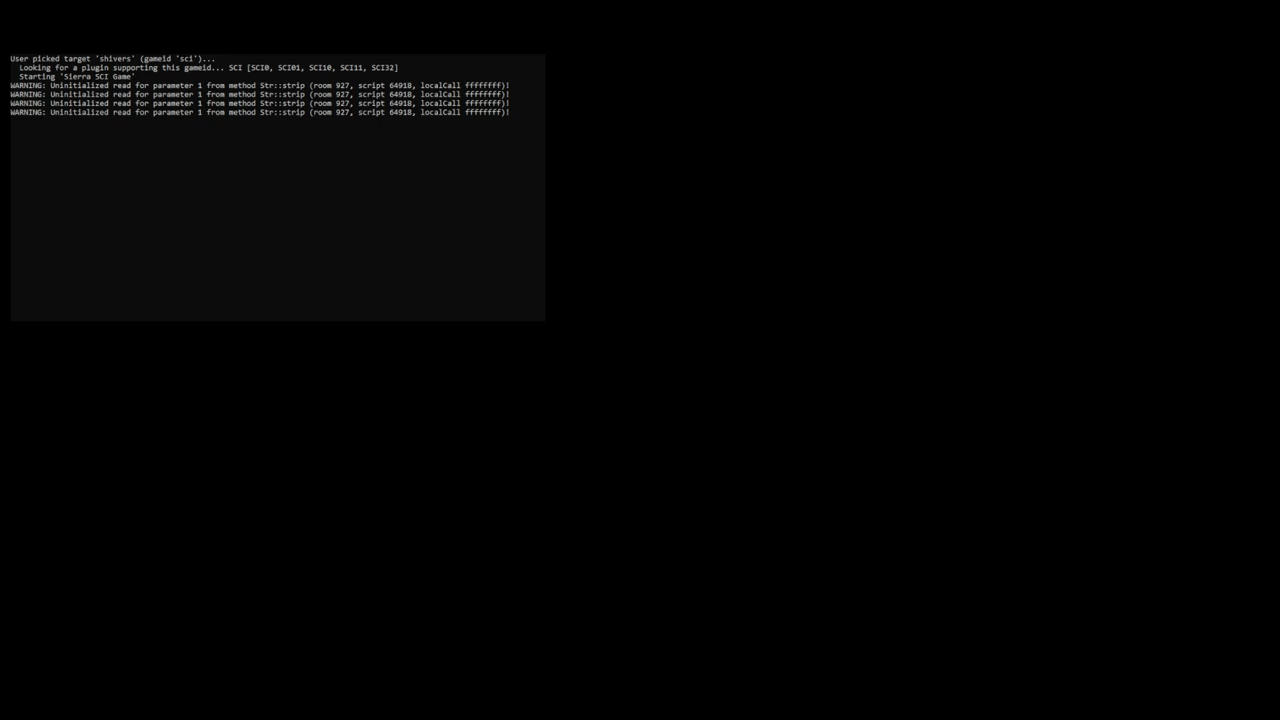 User picked target 'shivers' (gameid 'sci')...
Looking for a plugin supporting this gameid... SCI [SCI0, SCI01, SCI10, SCI11, SCI32]
Starting 'Sierra SCI Game'
WARNING: Uninitialized read for parameter 1 from method Str::strip (room 927, script 64918, localCall ffffffff)!
WARNING: Uninitialized read for parameter 1 from method Str::strip (room 927, script 64918, localCall ffffffff)!
WARNING: Uninitialized read for parameter 1 from method Str::strip (room 927, script 64918, localCall ffffffff)!
WARNING: Uninitialized read for parameter 1 from method Str::strip (room 927, script 64918, localCall ffffffff)!